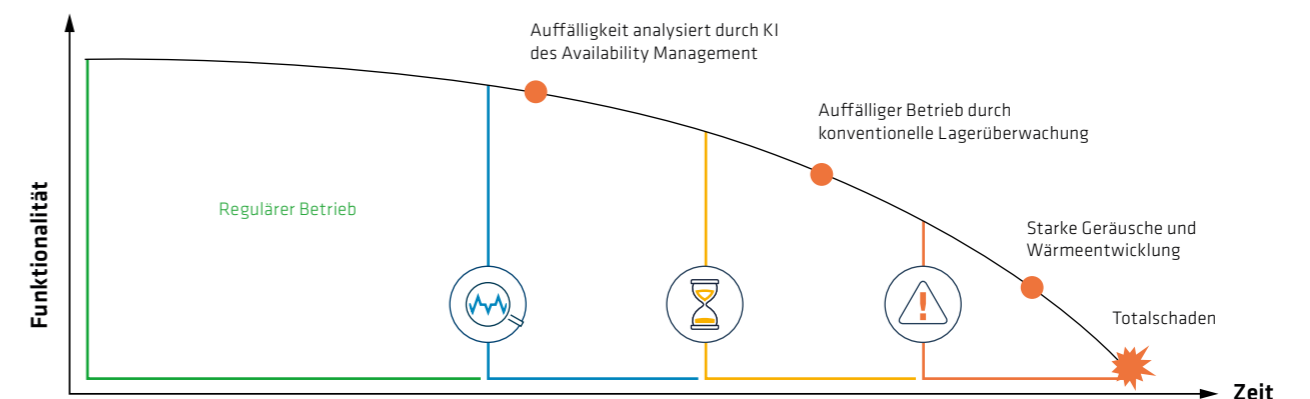 Auffälligkeit analysiert durch KI
des Availability Management
Auffälliger Betrieb durch
konventionelle Lagerüberwachung
Regulärer Betrieb
Starke Geräusche und
Wärmeentwicklung
Totalschaden
Funktionalität
Zeit